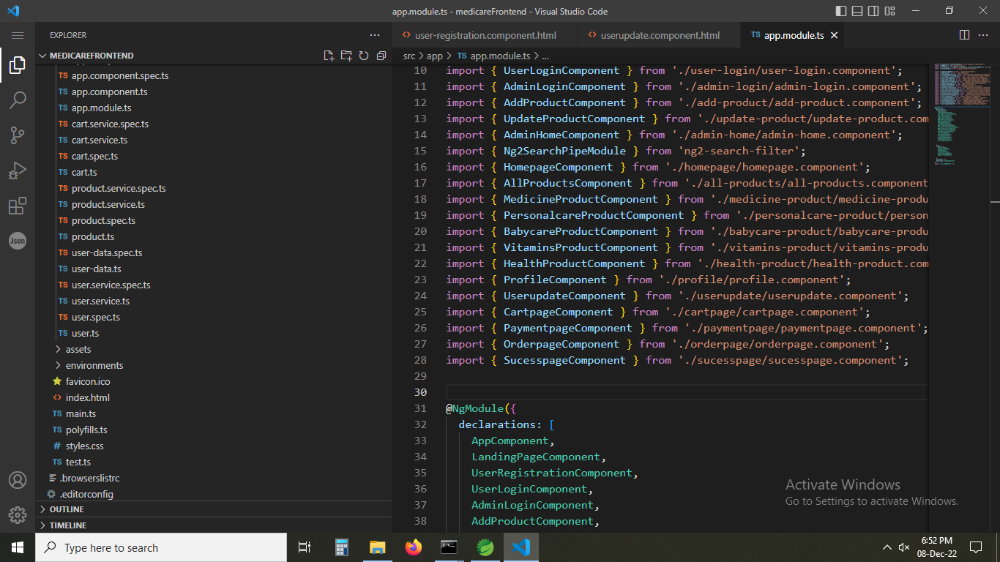 app.module.ts - medicareFrontend - Visual Studio Code
EXPLORER
MEDICAREFRONTEND
TS app.component.spec.ts
TS app.component.ts
TS app.module.ts
TS cart.service.spec.ts
TS cart.service.ts
TS cart.spec.ts
TS cart.ts
TS product.service.spec.ts
TS product.service.ts
TS product.spec.ts
TS product.ts
TS user-data.spec.ts
TS user-data.ts
TS user.service.spec.ts
TS user.service.ts
TS user.spec.ts
TS user.ts
assets
environments
favicon.ico
<> index.html
TS main.ts
TS polyfills.ts
# styles.css
TS test.ts
.browserslistrc
.editorconfig
OUTLINE
TIMELINE
Json
<> user-registration.component.html
<> userupdate.component.html
TS app.module.ts
src > app > TS app.module.ts > ...
10 import { UserLoginComponent } from './user-login/user-login.component';
11 import { AdminLoginComponent } from './admin-login/admin-login.component';
12 import { AddProductComponent } from './add-product/add-product.component';
13 import { UpdateProductComponent } from './update-product/update-product.com
14 import { AdminHomeComponent } from './admin-home/admin-home.component';
15 import { Ng2SearchPipeModule } from 'ng2-search-filter';
16 import { HomepageComponent } from './homepage/homepage.component';
17 import { AllProductsComponent } from './all-products/all-products.component
18 import { MedicineProductComponent } from './medicine-product/medicine-produ
19 import { PersonalcareProductComponent } from './personalcare-product/person
20 import { BabycareProductComponent } from './babycare-product/babycare-produ
21 import { VitaminsProductComponent } from './vitamins-product/vitamins-produ
22 import { HealthProductComponent } from './health-product/health-product.com
23 import { ProfileComponent } from './profile/profile.component';
24 import { UserupdateComponent } from './userupdate/userupdate.component';
25 import { CartpageComponent } from './cartpage/cartpage.component';
26 import { PaymentpageComponent } from './paymentpage/paymentpage.component';
27 import { OrderpageComponent } from './orderpage/orderpage.component';
28 import { SucesspageComponent } from './sucesspage/sucesspage.component';
29
30
31 @NgModule({
32 declarations: [
33 AppComponent,
34 LandingPageComponent,
35 UserRegistrationComponent,
36 UserLoginComponent,
37 AdminLoginComponent,
38 AddProductComponent,
Activate Windows
Go to Settings to activate Windows.
Type here to search
6:52 PM
08-Dec-22